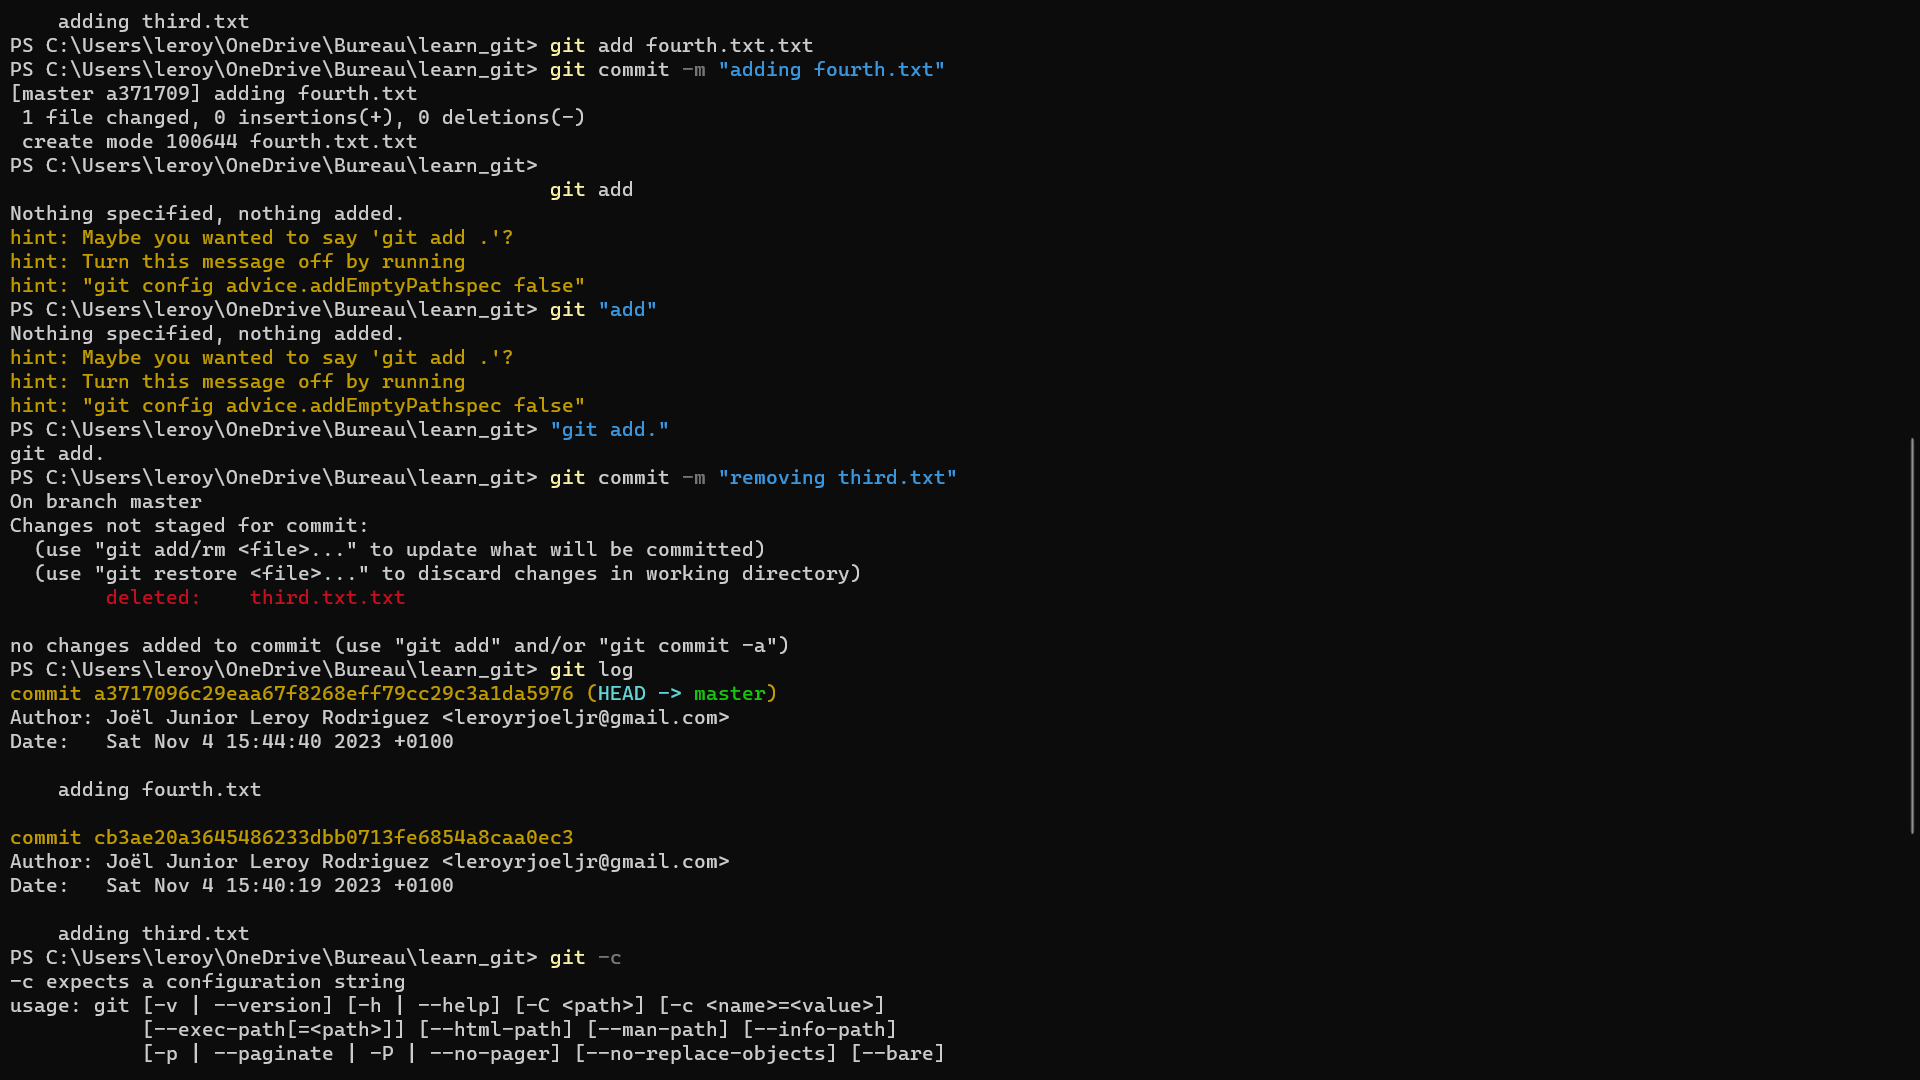 adding third.txt
PS C:\Users\leroy\OneDrive\Bureau\learn_git> git add fourth.txt.txt
PS C:\Users\leroy\OneDrive\Bureau\learn_git> git commit -m "adding fourth.txt"
[master a371709] adding fourth.txt
 1 file changed, 0 insertions(+), 0 deletions(-)
 create mode 100644 fourth.txt.txt
PS C:\Users\leroy\OneDrive\Bureau\learn_git>
                                             git add
Nothing specified, nothing added.
hint: Maybe you wanted to say 'git add .'?
hint: Turn this message off by running
hint: "git config advice.addEmptyPathspec false"
PS C:\Users\leroy\OneDrive\Bureau\learn_git> git "add"
Nothing specified, nothing added.
hint: Maybe you wanted to say 'git add .'?
hint: Turn this message off by running
hint: "git config advice.addEmptyPathspec false"
PS C:\Users\leroy\OneDrive\Bureau\learn_git> "git add."
git add.
PS C:\Users\leroy\OneDrive\Bureau\learn_git> git commit -m "removing third.txt"
On branch master
Changes not staged for commit:
  (use "git add/rm <file>..." to update what will be committed)
  (use "git restore <file>..." to discard changes in working directory)
        deleted:    third.txt.txt

no changes added to commit (use "git add" and/or "git commit -a")
PS C:\Users\leroy\OneDrive\Bureau\learn_git> git log
commit a3717096c29eaa67f8268eff79cc29c3a1da5976 (HEAD -> master)
Author: Joël Junior Leroy Rodriguez <leroyrjoeljr@gmail.com>
Date:   Sat Nov 4 15:44:40 2023 +0100

    adding fourth.txt

commit cb3ae20a3645486233dbb0713fe6854a8caa0ec3
Author: Joël Junior Leroy Rodriguez <leroyrjoeljr@gmail.com>
Date:   Sat Nov 4 15:40:19 2023 +0100

    adding third.txt
PS C:\Users\leroy\OneDrive\Bureau\learn_git> git -c
-c expects a configuration string
usage: git [-v | --version] [-h | --help] [-C <path>] [-c <name>=<value>]
           [--exec-path[=<path>]] [--html-path] [--man-path] [--info-path]
           [-p | --paginate | -P | --no-pager] [--no-replace-objects] [--bare]